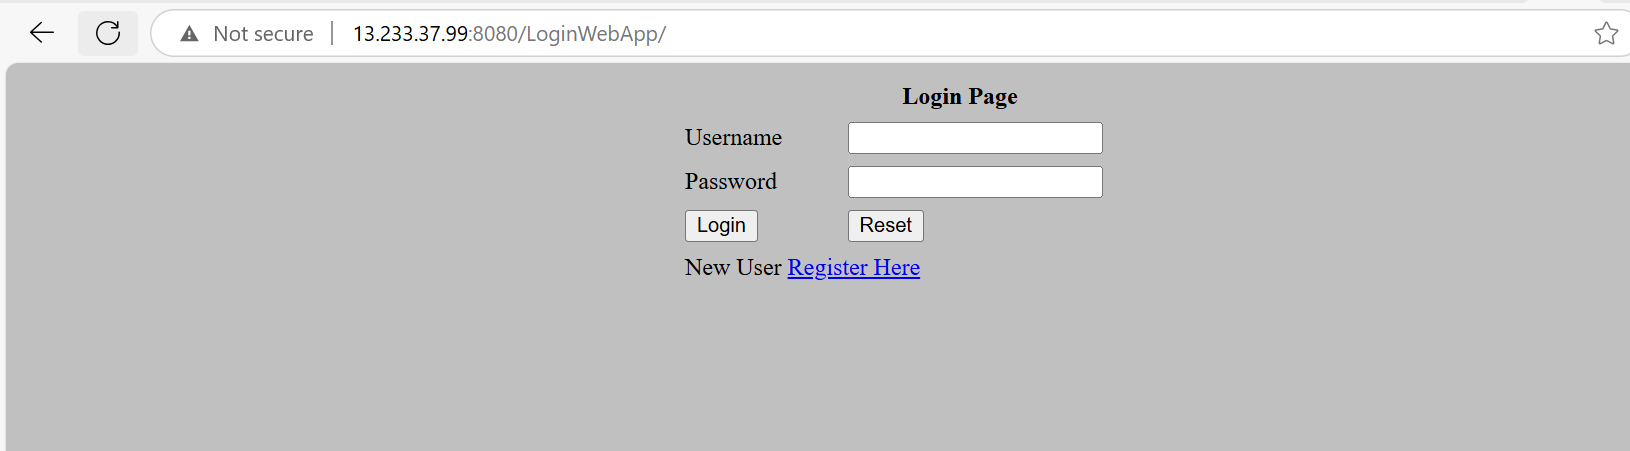 Not secure 13.233.37.99:8080/LoginWebApp/
Login Page
Username
Password
Login Reset
New User Register Here